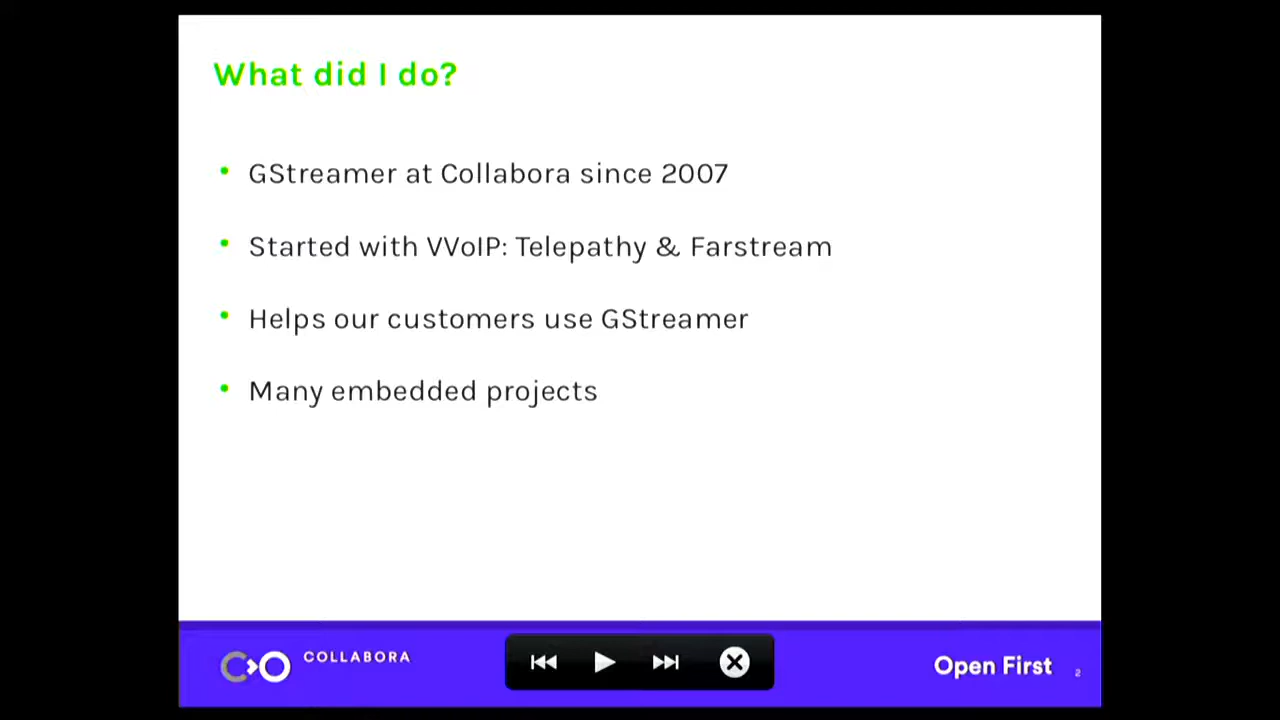 What did I do?
• GStreamer at Collabora since 2007
• Started with VVoIP: Telepathy & Farstream
• Helps our customers use GStreamer
• Many embedded projects
COLLABORA
Open First
2